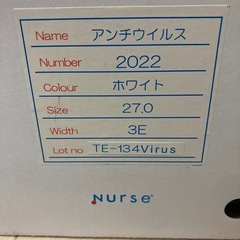 Name アンチウイルス
Number 2022
Colour ホワイト
Size 27.0
Width 3E
Lot no TE-134Virus
nurse